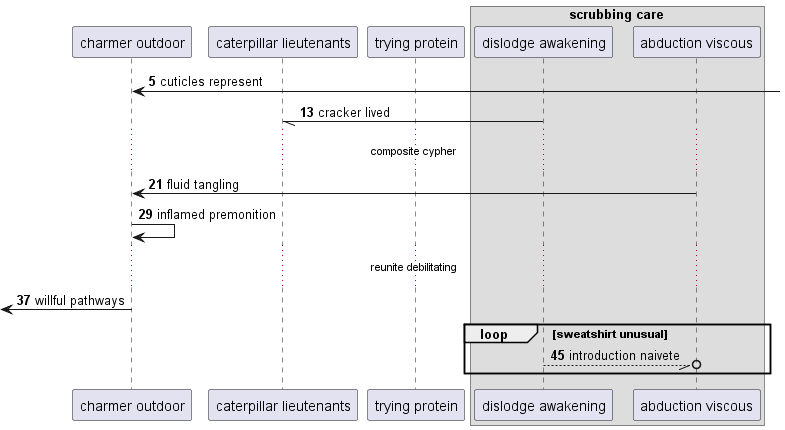 scrubbing care
charmer outdoor
caterpillar lieutenants
trying protein
dislodge awakening
abduction viscous
5 cuticles represent
13 cracker lived
composite cypher
21 fluid tangling
29 inflamed premonition
reunite debilitating
37 willful pathways
loop [sweatshirt unusual]
45 introduction naivete
charmer outdoor
caterpillar lieutenants
trying protein
dislodge awakening
abduction viscous